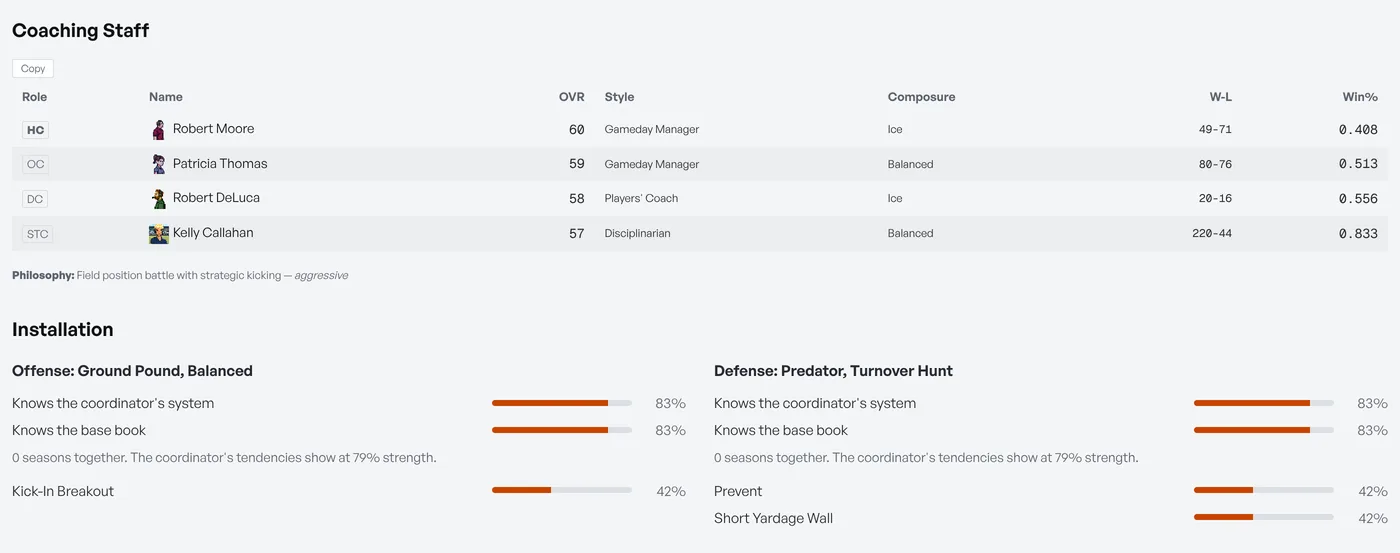 Coaching Staff
Copy
Role Name OVR Style Composure W-L Win%
HC Robert Moore 60 Gameday Manager Ice 49-71 0.408
OC Patricia Thomas 59 Gameday Manager Balanced 80-76 0.513
DC Robert DeLuca 58 Players' Coach Ice 20-16 0.556
STC Kelly Callahan 57 Disciplinarian Balanced 220-44 0.833
Philosophy: Field position battle with strategic kicking — aggressive
Installation
Offense: Ground Pound, Balanced
Knows the coordinator's system 83%
Knows the base book 83%
0 seasons together. The coordinator's tendencies show at 79% strength.
Kick-In Breakout 42%
Defense: Predator, Turnover Hunt
Knows the coordinator's system 83%
Knows the base book 83%
0 seasons together. The coordinator's tendencies show at 79% strength.
Prevent 42%
Short Yardage Wall 42%